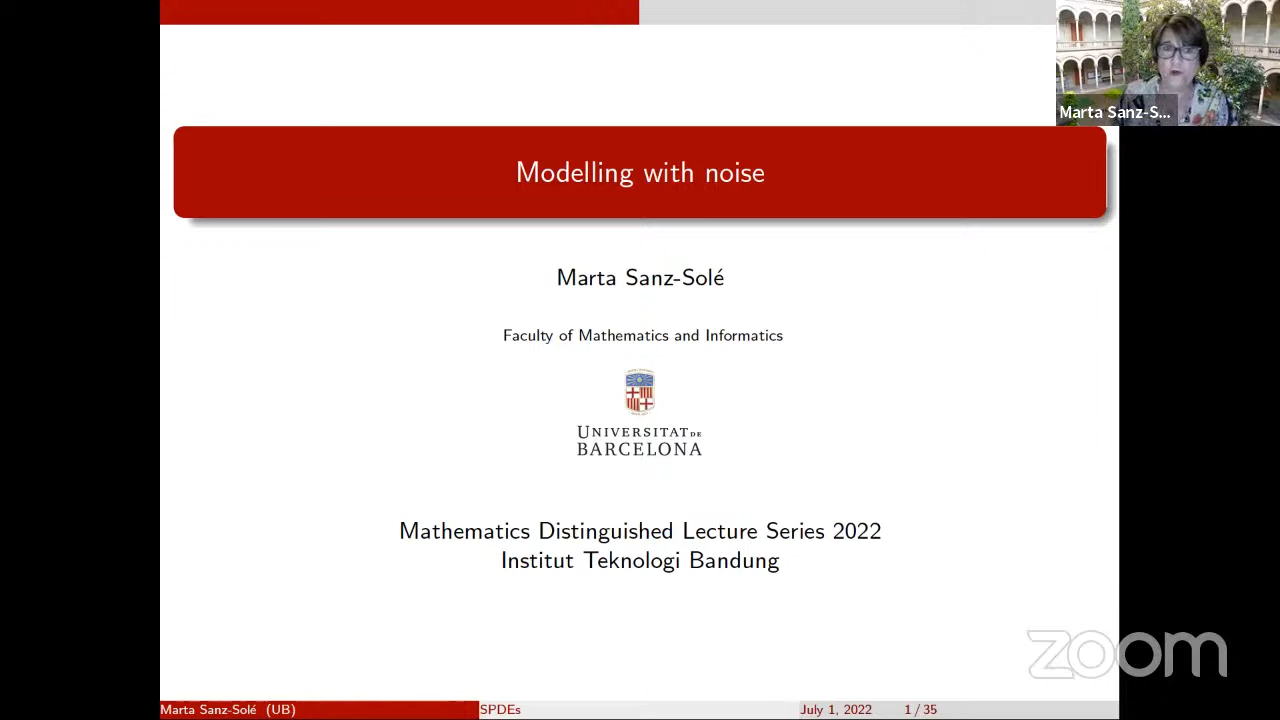 Marta Sanz-S...
Modelling with noise
Marta Sanz-Solé
Faculty of Mathematics and Informatics
UNIVERSITAT DE
BARCELONA
Mathematics Distinguished Lecture Series 2022
Institut Teknologi Bandung
zoom
Marta Sanz-Solé (UB) SPDEs July 1, 2022 1 / 35